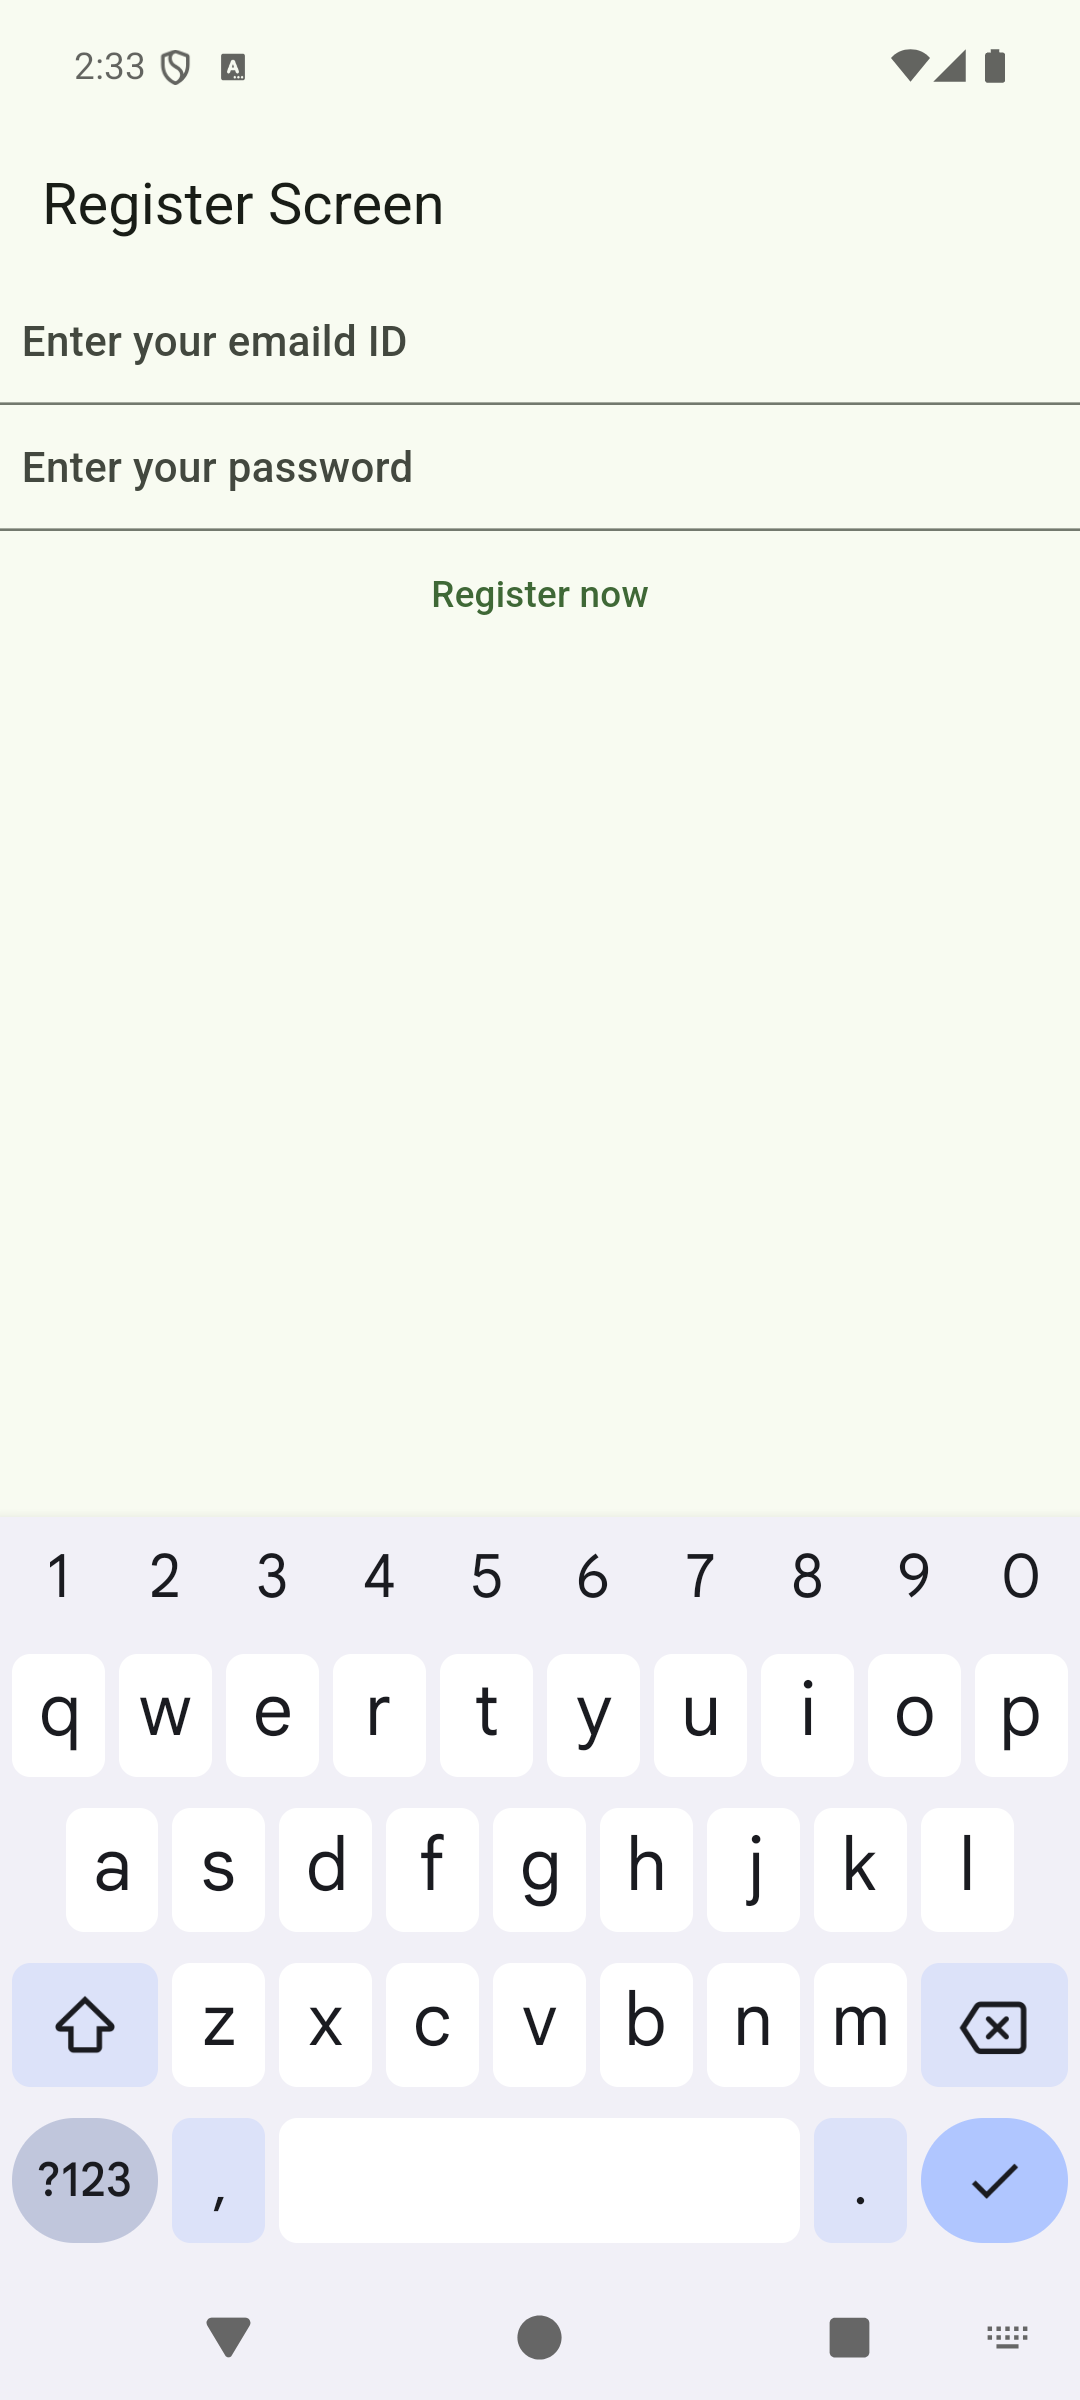 2:33
Register Screen
Enter your emaild ID
Enter your password
Register now
1 2 3 4 5 6 7 8 9 0
q w e r t y u i o p
a s d f g h j k l
z x c v b n m
?123 , .